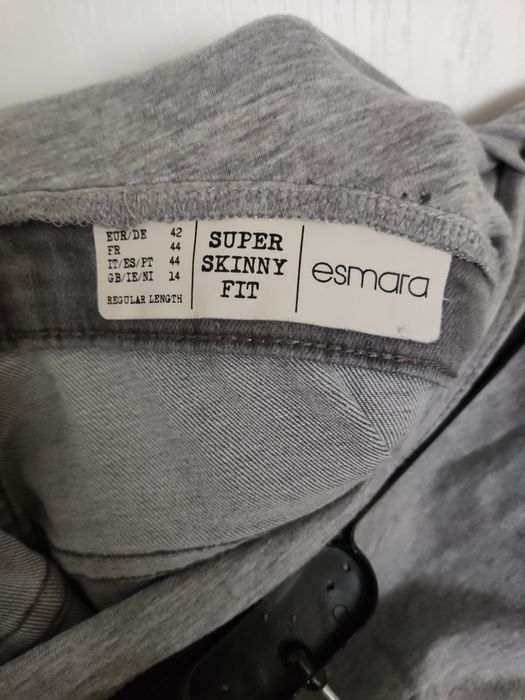 EUR/DE 42
FR 44
IT/ES/PT 44
GB/IE/NI 14
REGULAR LENGTH
SUPER
SKINNY
FIT
esmara